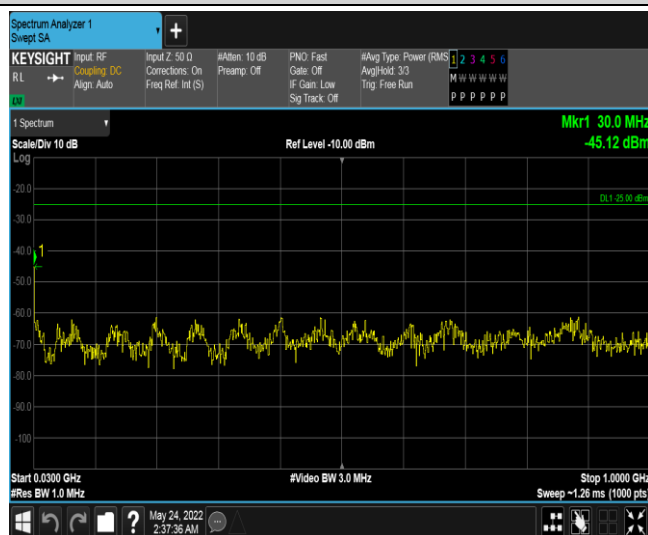 Spectrum Analyzer 1
Swept SA
+
KEYSIGHT
RL
LXI
Input: RF
Coupling: DC
Align: Auto
Input Z: 50 Ω
Corrections: On
Freq Ref: Int (S)
#Atten: 10 dB
Preamp: Off
PNO: Fast
Gate: Off
IF Gain: Low
Sig Track: Off
#Avg Type: Power (RMS
Avg|Hold: 3/3
Trig: Free Run
1 2 3 4 5 6
M W W W W W
P P P P P P
1 Spectrum
Mkr1 30.0 MHz
Scale/Div 10 dB
Ref Level -10.00 dBm
-45.12 dBm
Log
-20.0
DL1 -25.00 dBm
-30.0
-40.0
1
-50.0
-60.0
-70.0
-80.0
-90.0
-100
Start 0.0300 GHz
#Video BW 3.0 MHz
Stop 1.0000 GHz
#Res BW 1.0 MHz
Sweep ~1.26 ms (1000 pts)
?
May 24, 2022
2:37:36 AM